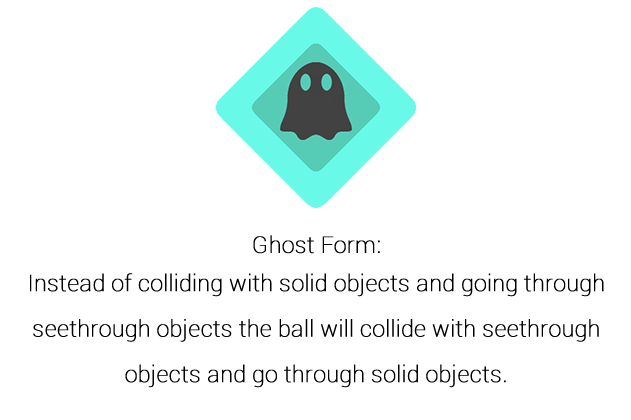 Ghost Form:
Instead of colliding with solid objects and going through
seethrough objects the ball will collide with seethrough
objects and go through solid objects.